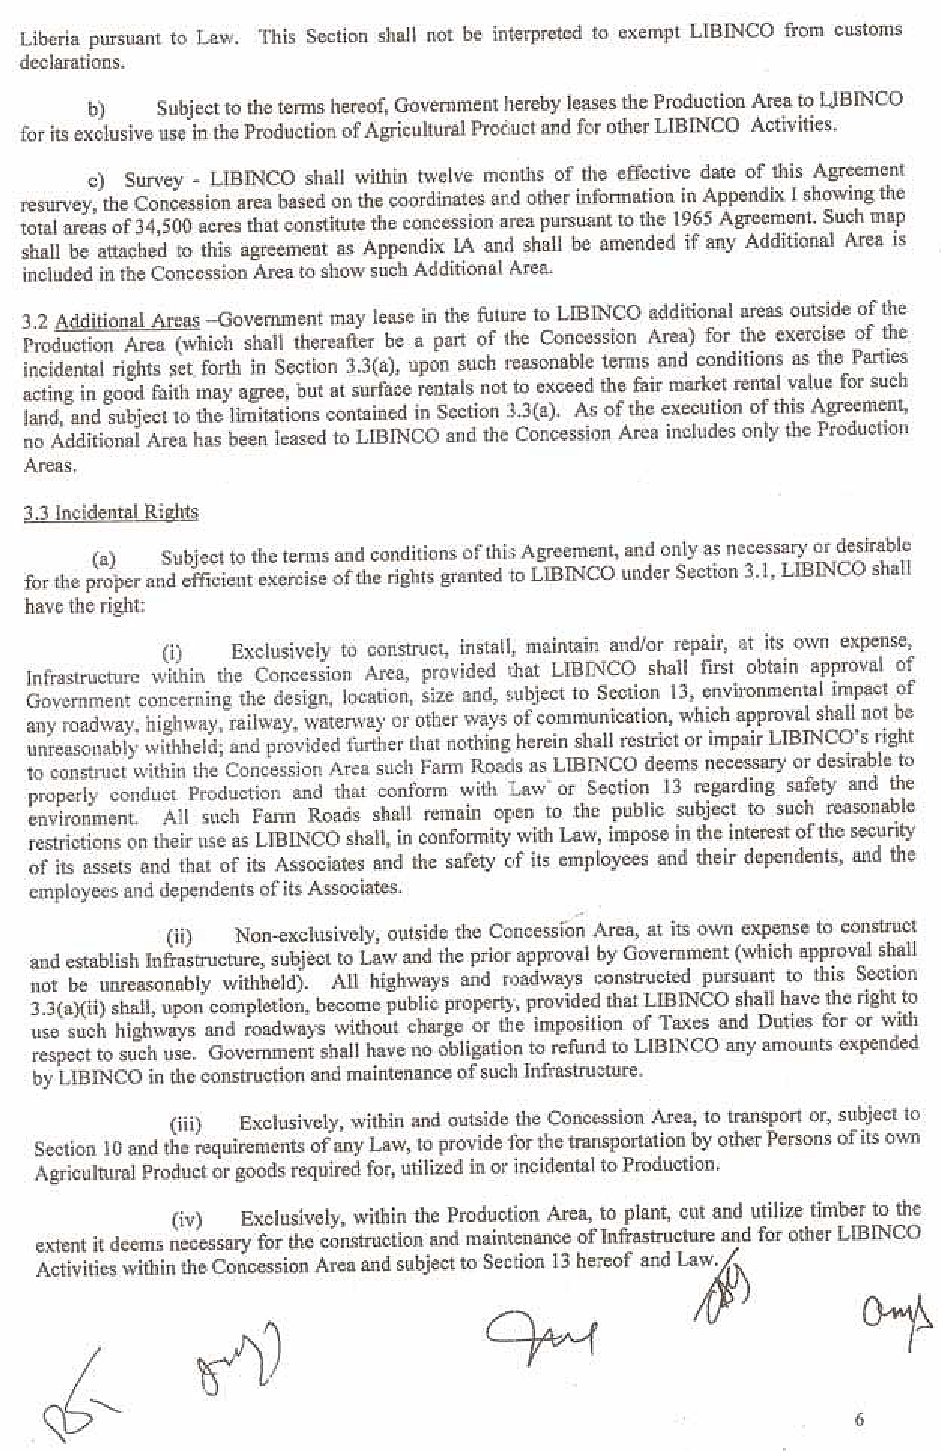 Liberia pursuant to Law. This Section shall not be interpreted to exempt LIBINCO from customs
declarations.
b) Subject to the terms hereof, Government hereby leases the Production Area to LIBINCO
for its exclusive use in the Production of Agricultural Product and for other LIBINCO Activities.
c) Survey - LIBINCO shall within twelve months of the effective date of this Agreement
resurvey, the Concession area based on the coordinates and other information in Appendix I showing the
total areas of 34,500 acres that constitute the concession area pursuant to the 1965 Agreement. Such map
shall be attached to this agreement as Appendix IA and shall be amended if any Additional Area is
included in the Concession Area to show such Additional Area.
3.2 Additional Areas –Government may lease in the future to LIBINCO additional areas outside of the
Production Area (which shall thereafter be a part of the Concession Area) for the exercise of the
incidental rights set forth in Section 3.3(a), upon such reasonable terms and conditions as the Parties
acting in good faith may agree, but at surface rentals not to exceed the fair market rental value for such
land, and subject to the limitations contained in Section 3.3(a). As of the execution of this Agreement,
no Additional Area has been leased to LIBINCO and the Concession Area includes only the Production
Areas.
3.3 Incidental Rights
(a) Subject to the terms and conditions of this Agreement, and only as necessary or desirable
for the proper and efficient exercise of the rights granted to LIBINCO under Section 3.1, LIBINCO shall
have the right:
(i) Exclusively to construct, install, maintain and/or repair, at its own expense,
Infrastructure within the Concession Area, provided that LIBINCO shall first obtain approval of
Government concerning the design, location, size and, subject to Section 13, environmental impact of
any roadway, highway, railway, waterway or other ways of communication, which approval shall not be
unreasonably withheld; and provided further that nothing herein shall restrict or impair LIBINCO's right
to construct within the Concession Area such Farm Roads as LIBINCO deems necessary or desirable to
properly conduct Production and that conform with Law or Section 13 regarding safety and the
environment. All such Farm Roads shall remain open to the public subject to such reasonable
restrictions on their use as LIBINCO shall, in conformity with Law, impose in the interest of the security
of its assets and that of its Associates and the safety of its employees and their dependents, and the
employees and dependents of its Associates.
(ii) Non-exclusively, outside the Concession Area, at its own expense to construct
and establish Infrastructure, subject to Law and the prior approval by Government (which approval shall
not be unreasonably withheld). All highways and roadways constructed pursuant to this Section
3.3(a)(ii) shall, upon completion, become public property, provided that LIBINCO shall have the right to
use such highways and roadways without charge or the imposition of Taxes and Duties for or with
respect to such use. Government shall have no obligation to refund to LIBINCO any amounts expended
by LIBINCO in the construction and maintenance of such Infrastructure.
(iii) Exclusively, within and outside the Concession Area, to transport or, subject to
Section 10 and the requirements of any Law, to provide for the transportation by other Persons of its own
Agricultural Product or goods required for, utilized in or incidental to Production.
(iv) Exclusively, within the Production Area, to plant, cut and utilize timber to the
extent it deems necessary for the construction and maintenance of Infrastructure and for other LIBINCO
Activities within the Concession Area and subject to Section 13 hereof and Law.
6